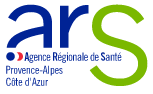 ars
Agence Régionale de Santé
Provence-Alpes
Côte d'Azur